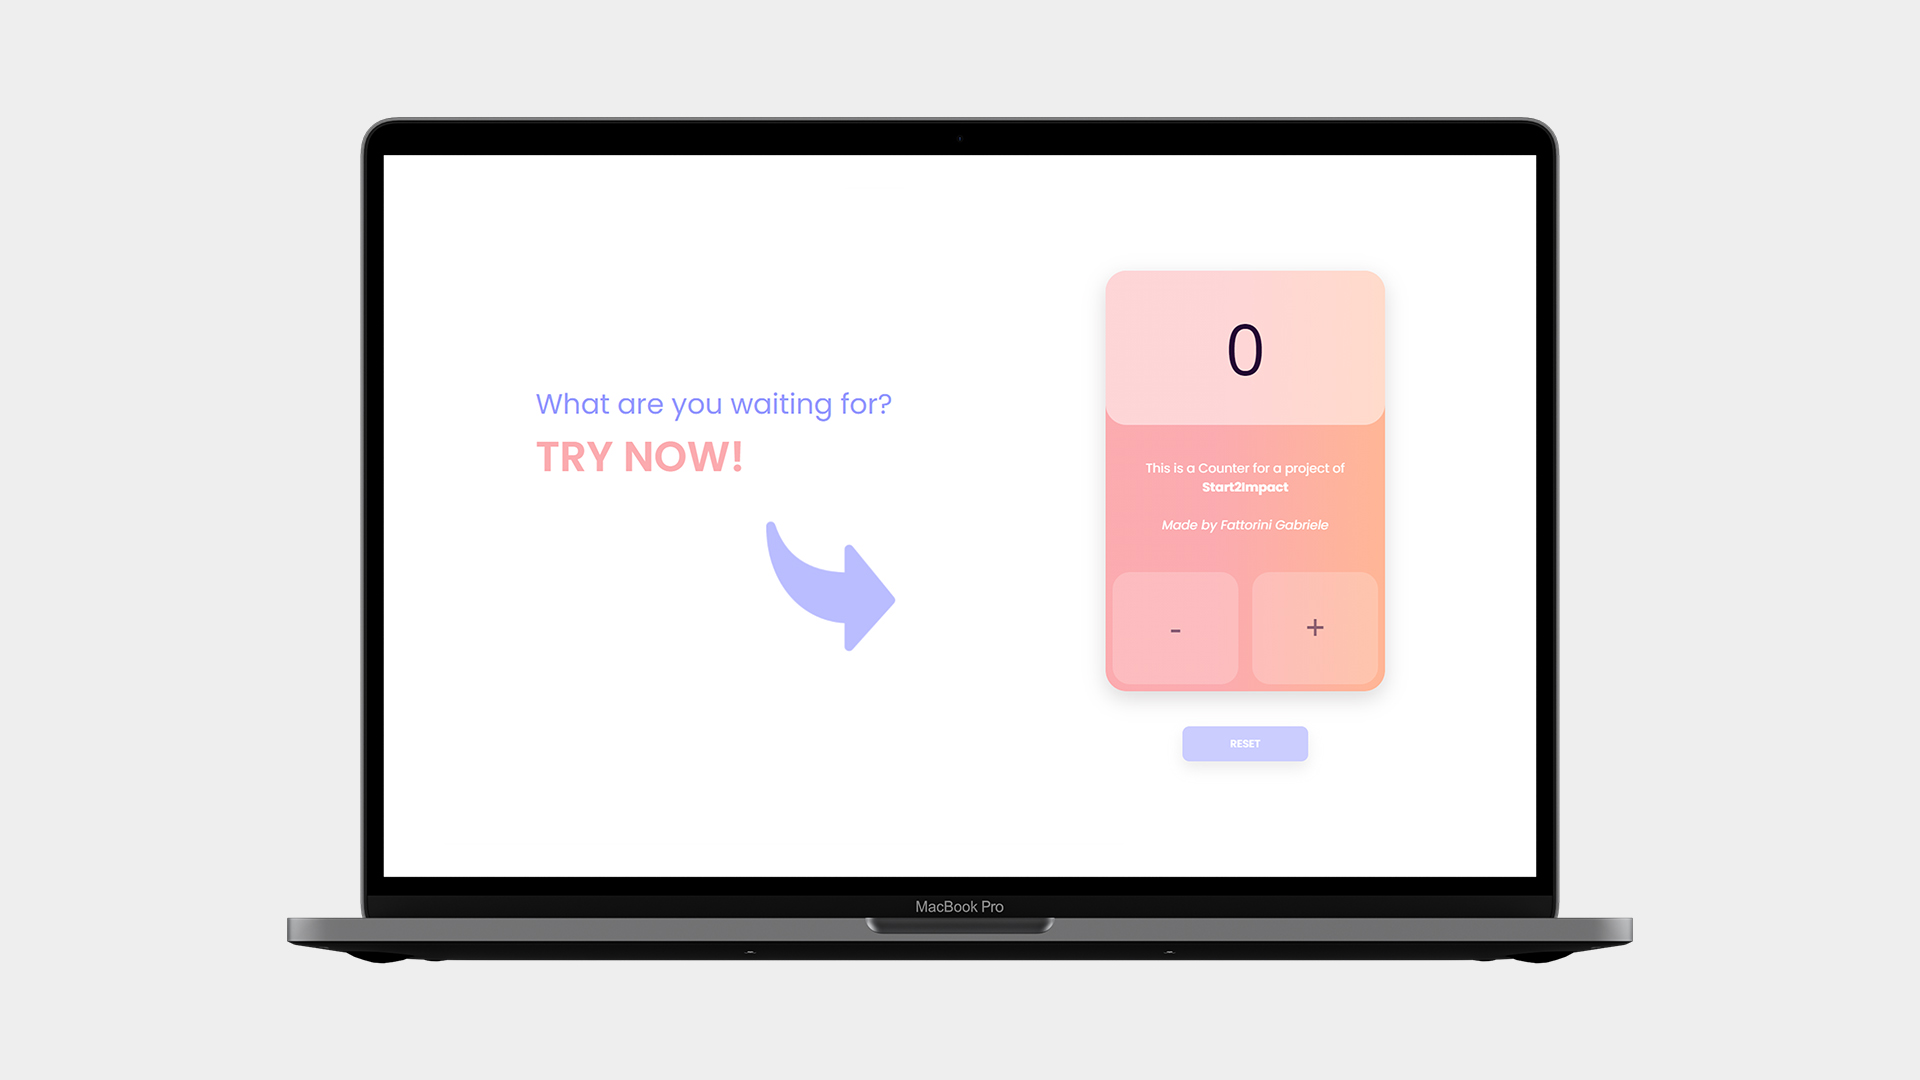 What are you waiting for?
TRY NOW!
0
This is a Counter for a project of
Start2Impact
Made by Fattorini Gabriele
- +
RESET
MacBook Pro